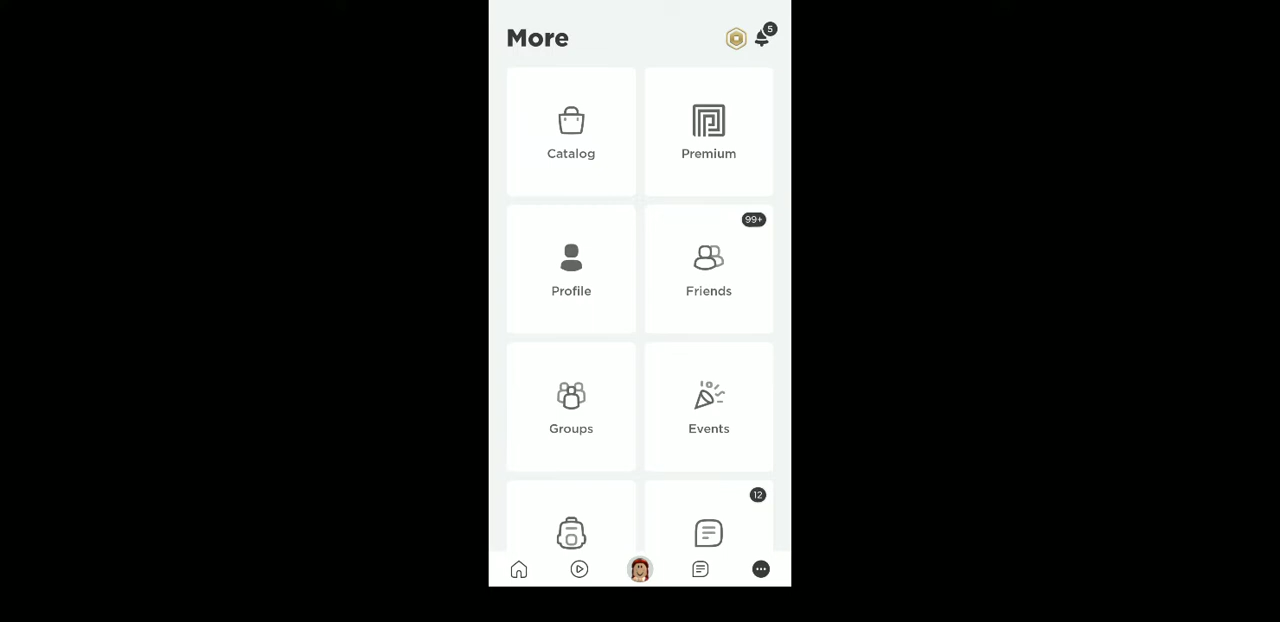 More
5
Catalog
Premium
Profile
99+
Friends
Groups
Events
12